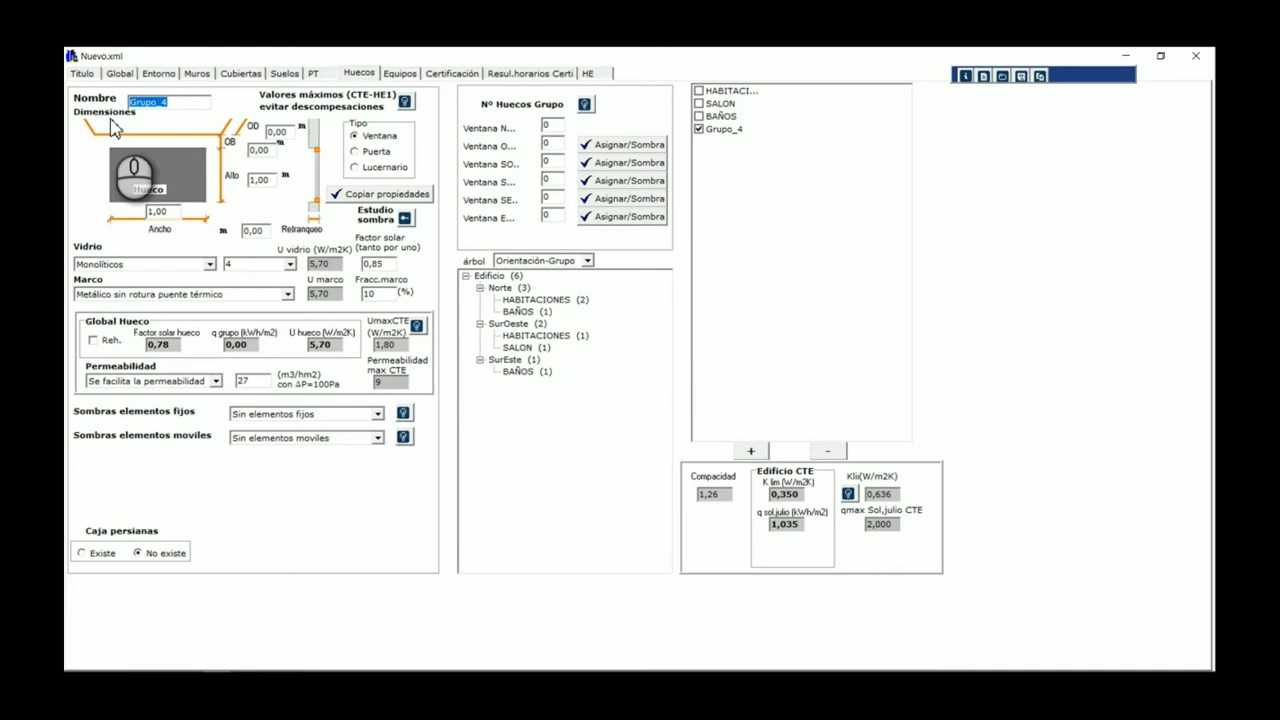 Nuevo.xml
Titulo Global Entorno Muros Cubiertas Suelos PT Huecos Equipos Certificación Resul.horarios Certi HE
Nombre Grupo_4
Dimensiones
Valores máximos (CTE-HE1)
evitar descompesaciones
OD 0,00 m
OB 0,00 m
Alto 1,00 m
Hueco
1,00
Ancho
m 0,00 Retranqueo
Tipo
Ventana
Puerta
Lucernario
Copiar propiedades
Estudio
sombra
Vidrio
U vidrio (W/m2K)
Factor solar
(tanto por uno)
Monolíticos 4 5,70 0,85
Marco U marco Fracc.marco
Metálico sin rotura puente térmico 5,70 10 (%)
Global Hueco
Reh.
Factor solar hueco q grupo (kWh/m2) U hueco (W/m2K)
0,78 0,00 5,70
UmaxCTE
(W/m2K)
1,80
Permeabilidad
Se facilita la permeabilidad 27 (m3/hm2)
con ΔP=100Pa
Permeabilidad
max CTE
9
Sombras elementos fijos Sin elementos fijos
Sombras elementos moviles Sin elementos moviles
Caja persianas
Existe No existe
Nº Huecos Grupo
Ventana N... 0
Ventana O... 0 Asignar/Sombra
Ventana SO.. 0 Asignar/Sombra
Ventana S... 0 Asignar/Sombra
Ventana SE.. 0 Asignar/Sombra
Ventana E... 0 Asignar/Sombra
árbol Orientación-Grupo
Edificio (6)
Norte (3)
HABITACIONES (2)
BAÑOS (1)
SurOeste (2)
HABITACIONES (1)
SALON (1)
SurEste (1)
BAÑOS (1)
HABITACI...
SALON
BAÑOS
Grupo_4
+ -
Compacidad
1,26
Edificio CTE
K lim (W/m2K)
0,350
q sol,julio (kWh/m2)
1,035
Klii(W/m2K)
0,636
qmax Sol,julio CTE
2,000